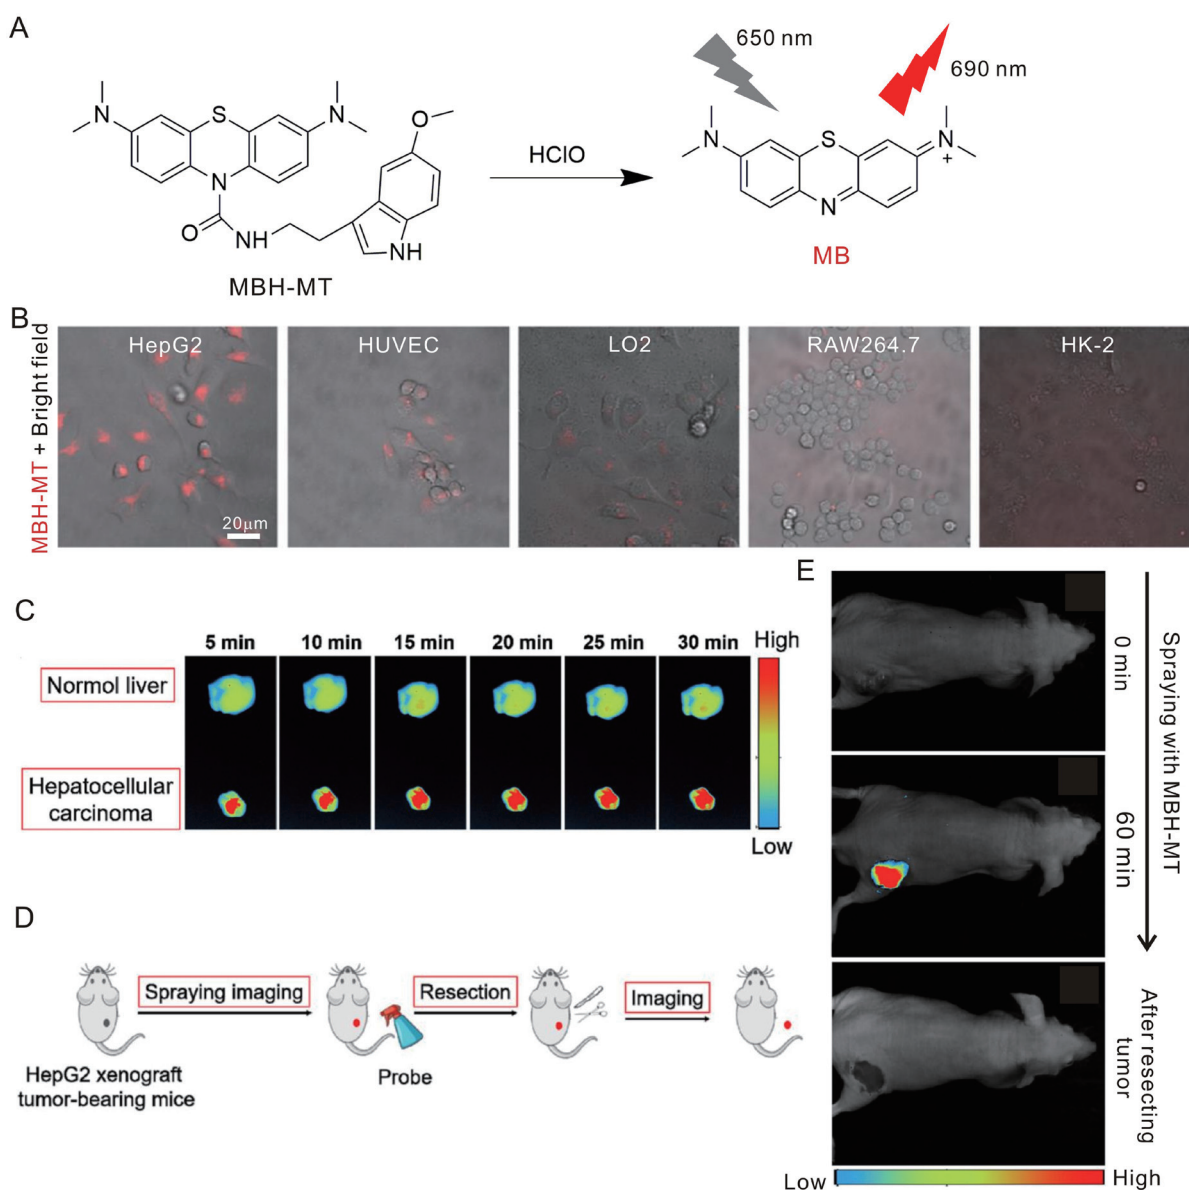 A
650 nm
690 nm
N
S
N
N
O
NH
O
NH
MBH-MT
HClO
N
S
N
+
N
MB
B
MBH-MT + Bright field
HepG2
HUVEC
LO2
RAW264.7
HK-2
20μm
C
5 min
10 min
15 min
20 min
25 min
30 min
High
Normol liver
Hepatocellular
carcinoma
Low
D
Spraying imaging
Resection
Imaging
HepG2 xenograft
tumor-bearing mice
Probe
E
0 min
60 min
Spraying with MBH-MT
After resecting
tumor
Low
High